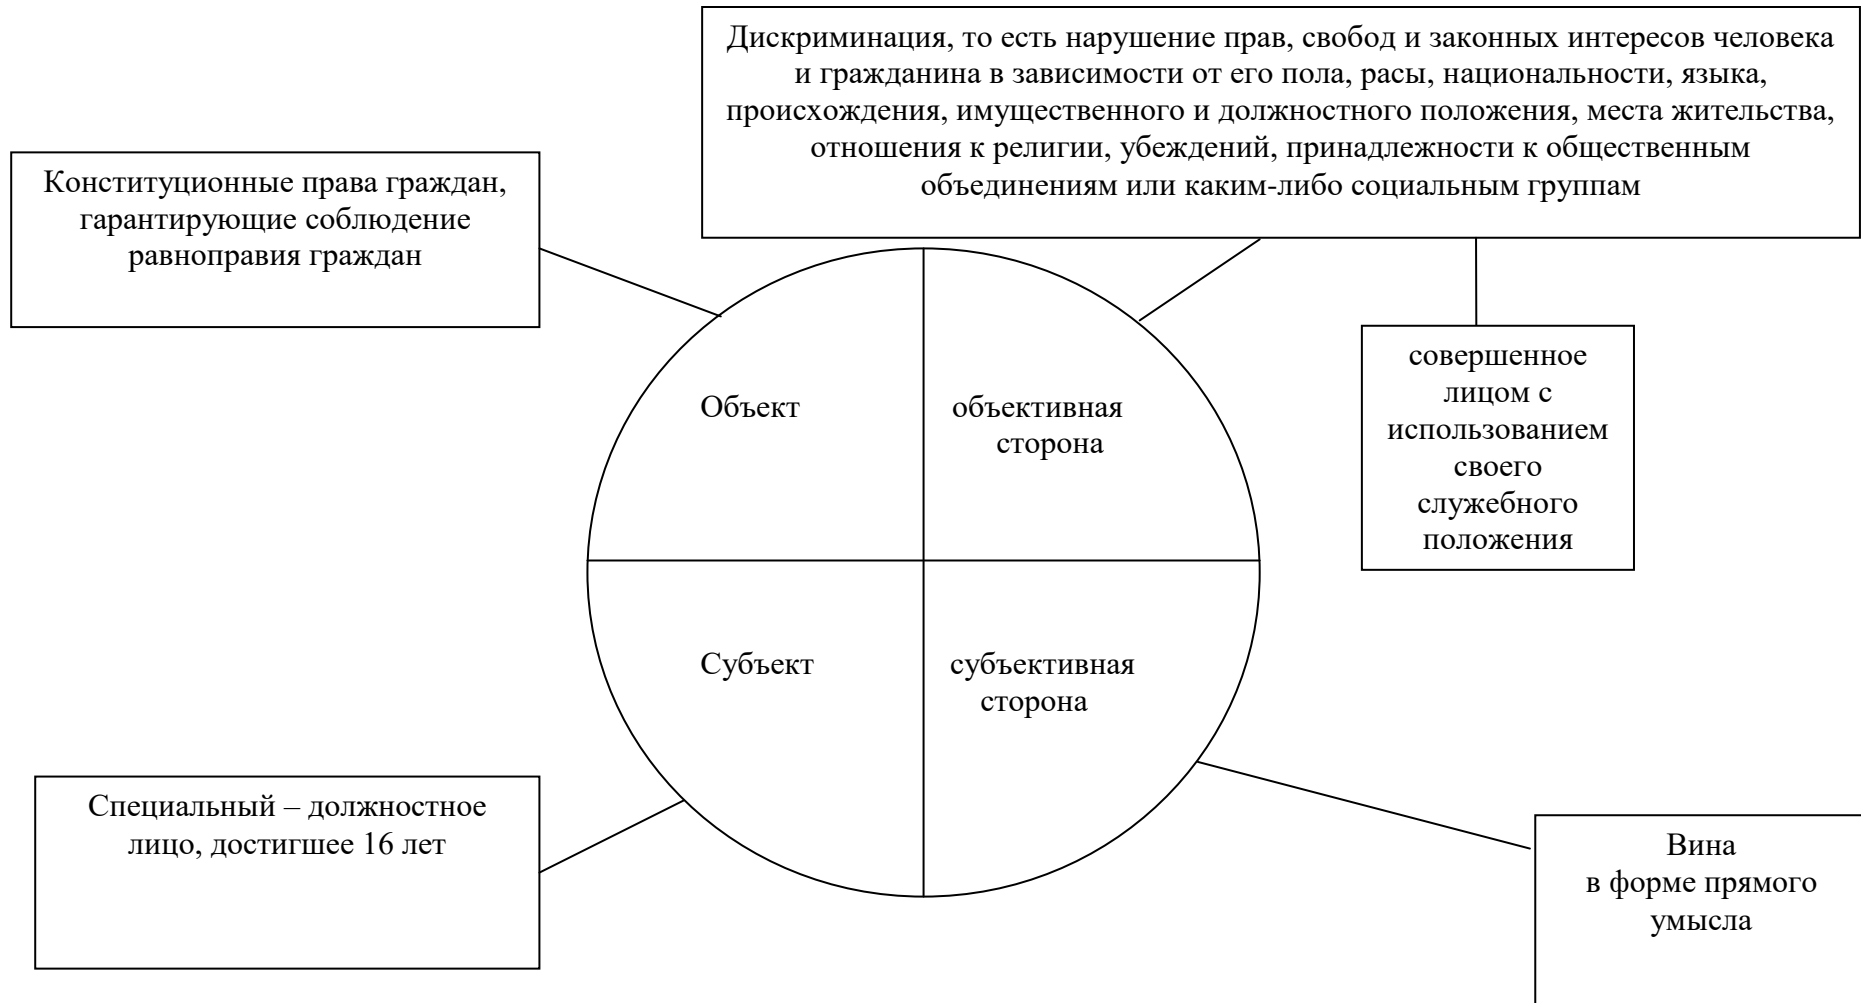 Дискриминация, то есть нарушение прав, свобод и законных интересов человека
и гражданина в зависимости от его пола, расы, национальности, языка,
происхождения, имущественного и должностного положения, места жительства,
отношения к религии, убеждений, принадлежности к общественным
объединениям или каким-либо социальным группам
Конституционные права граждан,
гарантирующие соблюдение
равноправия граждан
совершенное
лицом с
использованием
своего
служебного
положения
Объект
объективная
сторона
Субъект
субъективная
сторона
Специальный – должностное
лицо, достигшее 16 лет
Вина
в форме прямого
умысла